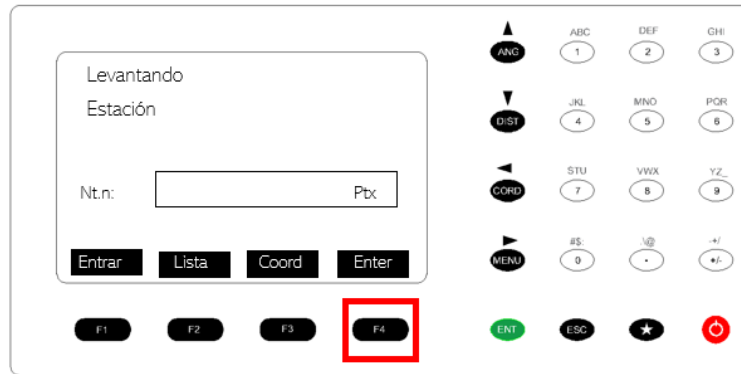 Levantando
Estación
Nt.n: Ptx
Entrar Lista Coord Enter
F1 F2 F3 F4
ABC DEF GHI
ANG 1 2 3
JKL MNO PQR
DIST 4 5 6
STU VWX YZ_
CORD 7 8 9
#$: .\@ -+/
MENU 0 . +/-
ENT ESC